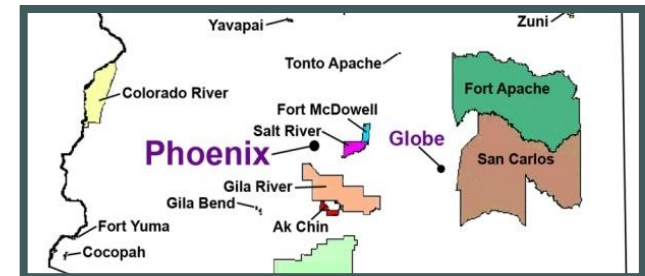 Yavapai
Zuni
Tonto Apache
Colorado River
Fort Apache
Fort McDowell
Salt River
Globe
Phoenix
San Carlos
Gila River
Gila Bend
Ak Chin
Fort Yuma
Cocopah